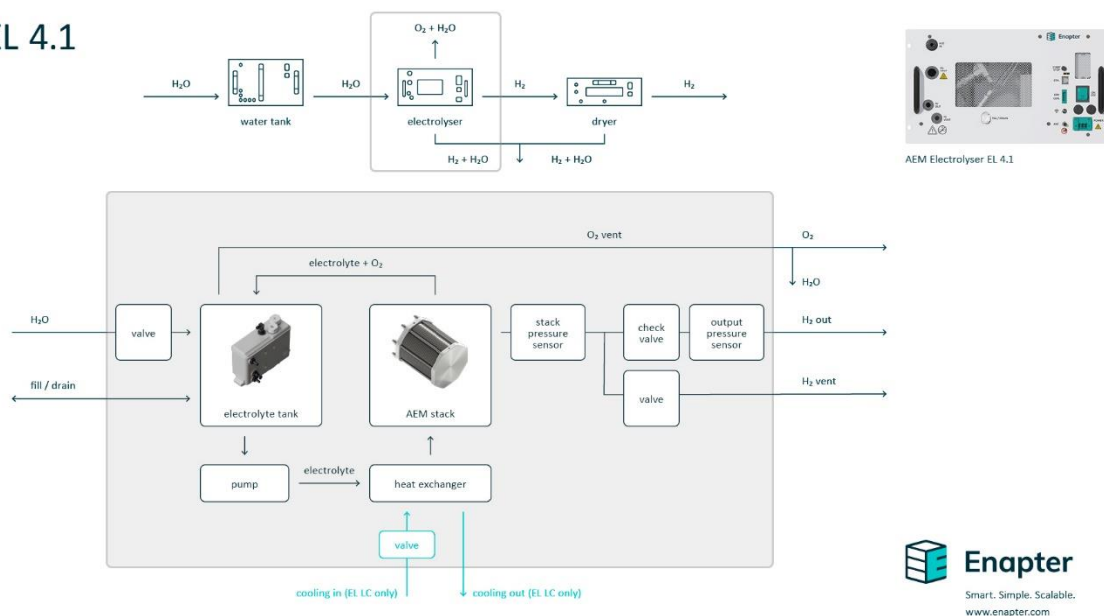 EL 4.1
O₂ + H₂O
H₂O
H₂O
H₂
H₂
water tank
electrolyser
dryer
H₂ + H₂O
H₂ + H₂O
Enapter
AEM Electrolyser EL 4.1
O₂ vent
O₂
electrolyte + O₂
H₂O
H₂O
valve
stack
pressure
sensor
check
valve
output
pressure
sensor
H₂ out
fill / drain
H₂ vent
valve
electrolyte tank
AEM stack
electrolyte
pump
heat exchanger
valve
cooling in (EL LC only)
cooling out (EL LC only)
Enapter
Smart. Simple. Scalable.
www.enapter.com